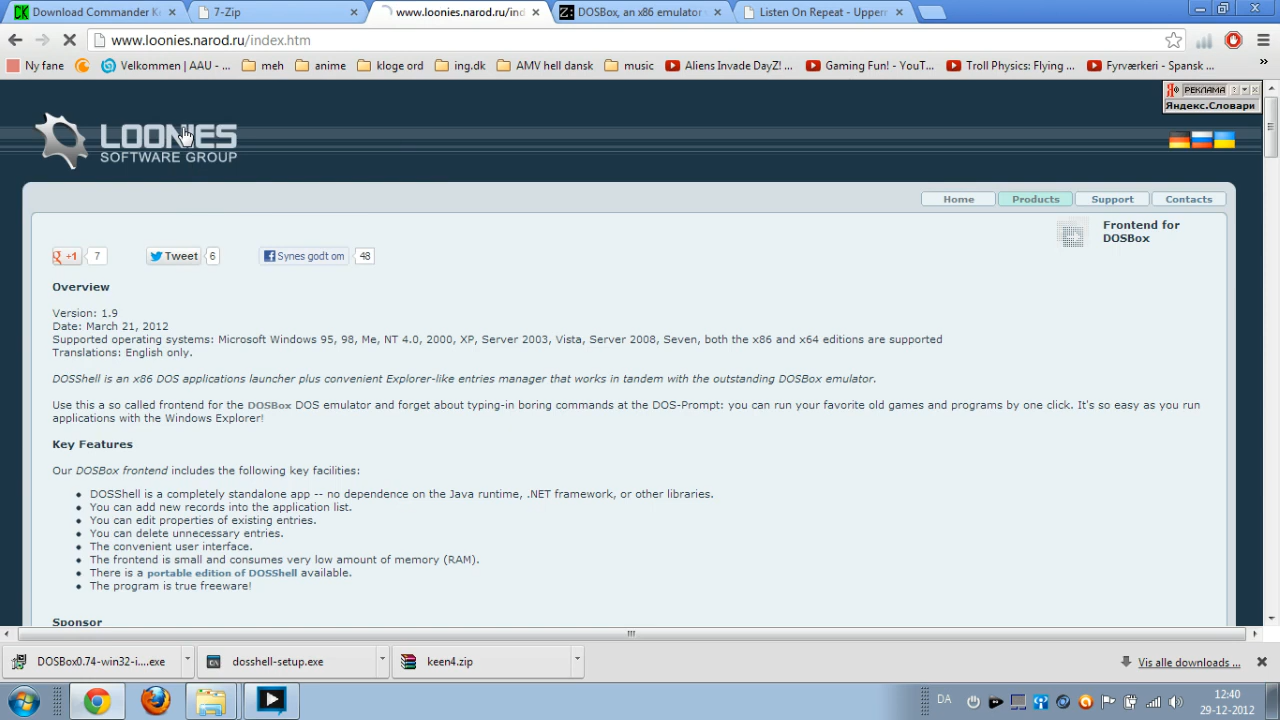 Download Commander K
7-Zip
www.loonies.narod.ru/ind
DOSBox, an x86 emulator
Listen On Repeat - Upperm
www.loonies.narod.ru/index.htm
Ny fane
Velkommen | AAU - ...
meh
anime
kloge ord
ing.dk
AMV hell dansk
music
Aliens Invade DayZ! ...
Gaming Fun! - YouT...
Troll Physics: Flying ...
Fyrværkeri - Spansk ...
»
Я РЕКЛАМА ?
Яндекс.Словари
LOONIES
SOFTWARE GROUP
Home
Products
Support
Contacts
Frontend for
DOSBox
+1
7
Tweet
6
Synes godt om
48
Overview
Version: 1.9
Date: March 21, 2012
Supported operating systems: Microsoft Windows 95, 98, Me, NT 4.0, 2000, XP, Server 2003, Vista, Server 2008, Seven, both the x86 and x64 editions are supported
Translations: English only.
DOSShell is an x86 DOS applications launcher plus convenient Explorer-like entries manager that works in tandem with the outstanding DOSBox emulator.
Use this a so called frontend for the DOSBox DOS emulator and forget about typing-in boring commands at the DOS-Prompt: you can run your favorite old games and programs by one click. It's so easy as you run
applications with the Windows Explorer!
Key Features
Our DOSBox frontend includes the following key facilities:
DOSShell is a completely standalone app -- no dependence on the Java runtime, .NET framework, or other libraries.
You can add new records into the application list.
You can edit properties of existing entries.
You can delete unnecessary entries.
The convenient user interface.
The frontend is small and consumes very low amount of memory (RAM).
There is a portable edition of DOSShell available.
The program is true freeware!
Sponsor
DOSBox0.74-win32-i....exe
dosshell-setup.exe
keen4.zip
Vis alle downloads ...
DA
12:40
29-12-2012